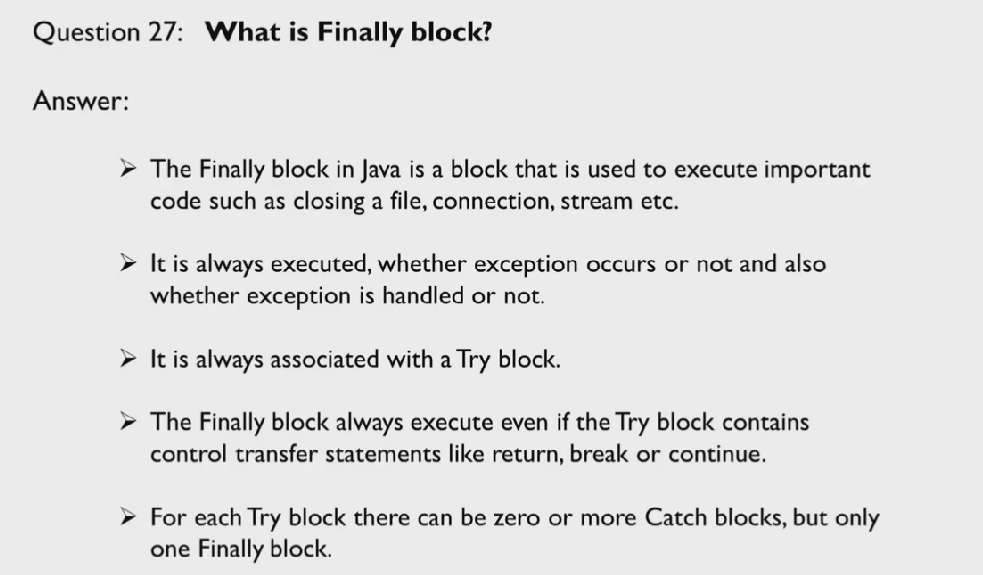 Question 27: What is Finally block?
Answer:
➢ The Finally block in Java is a block that is used to execute important
code such as closing a file, connection, stream etc.
➢ It is always executed, whether exception occurs or not and also
whether exception is handled or not.
➢ It is always associated with a Try block.
➢ The Finally block always execute even if the Try block contains
control transfer statements like return, break or continue.
➢ For each Try block there can be zero or more Catch blocks, but only
one Finally block.